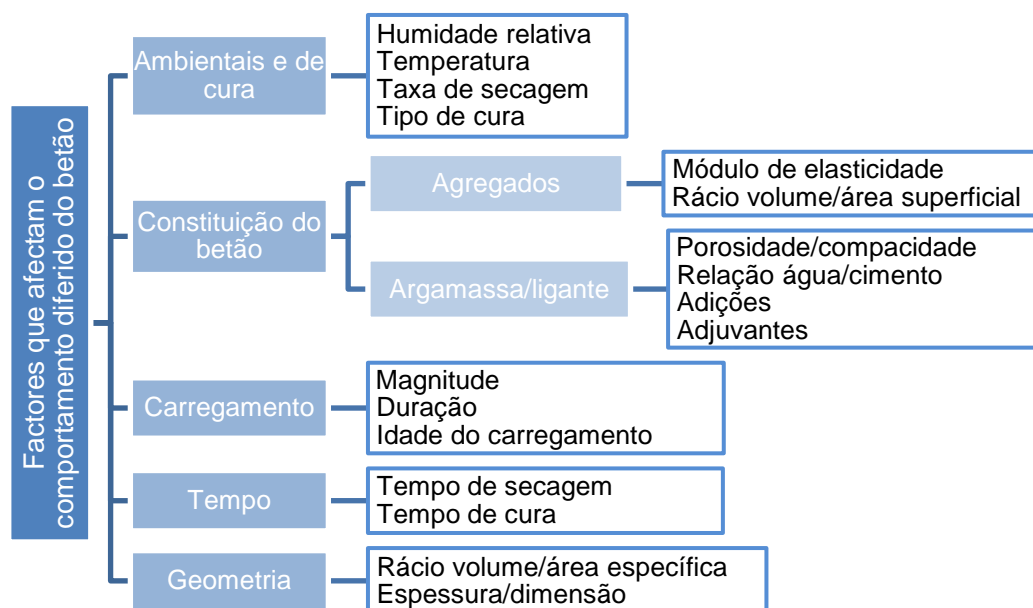 Factores que afectam o
comportamento diferido do betão
Ambientais e de
cura
Humidade relativa
Temperatura
Taxa de secagem
Tipo de cura
Constituição do
betão
Agregados
Módulo de elasticidade
Rácio volume/área superficial
Argamassa/ligante
Porosidade/compacidade
Relação água/cimento
Adições
Adjuvantes
Carregamento
Magnitude
Duração
Idade do carregamento
Tempo
Tempo de secagem
Tempo de cura
Geometria
Rácio volume/área específica
Espessura/dimensão